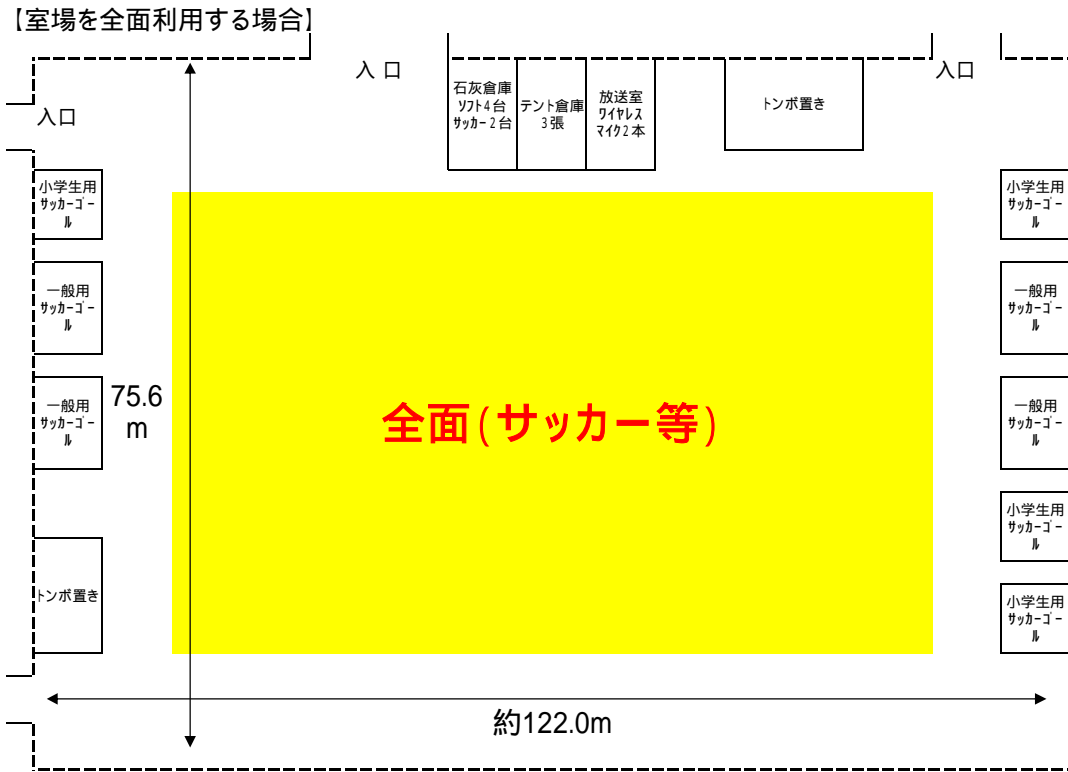 【室場を全面利用する場合】
入 口
入口
入口
石灰倉庫
ｿﾌﾄ4台
ｻｯｶｰ2台
テント倉庫
3張
放送室
ﾜｲﾔﾚｽ
ﾏｲｸ2本
トンボ置き
小学生用
ｻｯｶｰｺﾞｰ
ﾙ
一般用
ｻｯｶｰｺﾞｰ
ﾙ
一般用
ｻｯｶｰｺﾞｰ
ﾙ
トンボ置き
75.6
m
全面(サッカー等)
小学生用
ｻｯｶｰｺﾞｰ
ﾙ
一般用
ｻｯｶｰｺﾞｰ
ﾙ
一般用
ｻｯｶｰｺﾞｰ
ﾙ
小学生用
ｻｯｶｰｺﾞｰ
ﾙ
小学生用
ｻｯｶｰｺﾞｰ
ﾙ
約122.0m